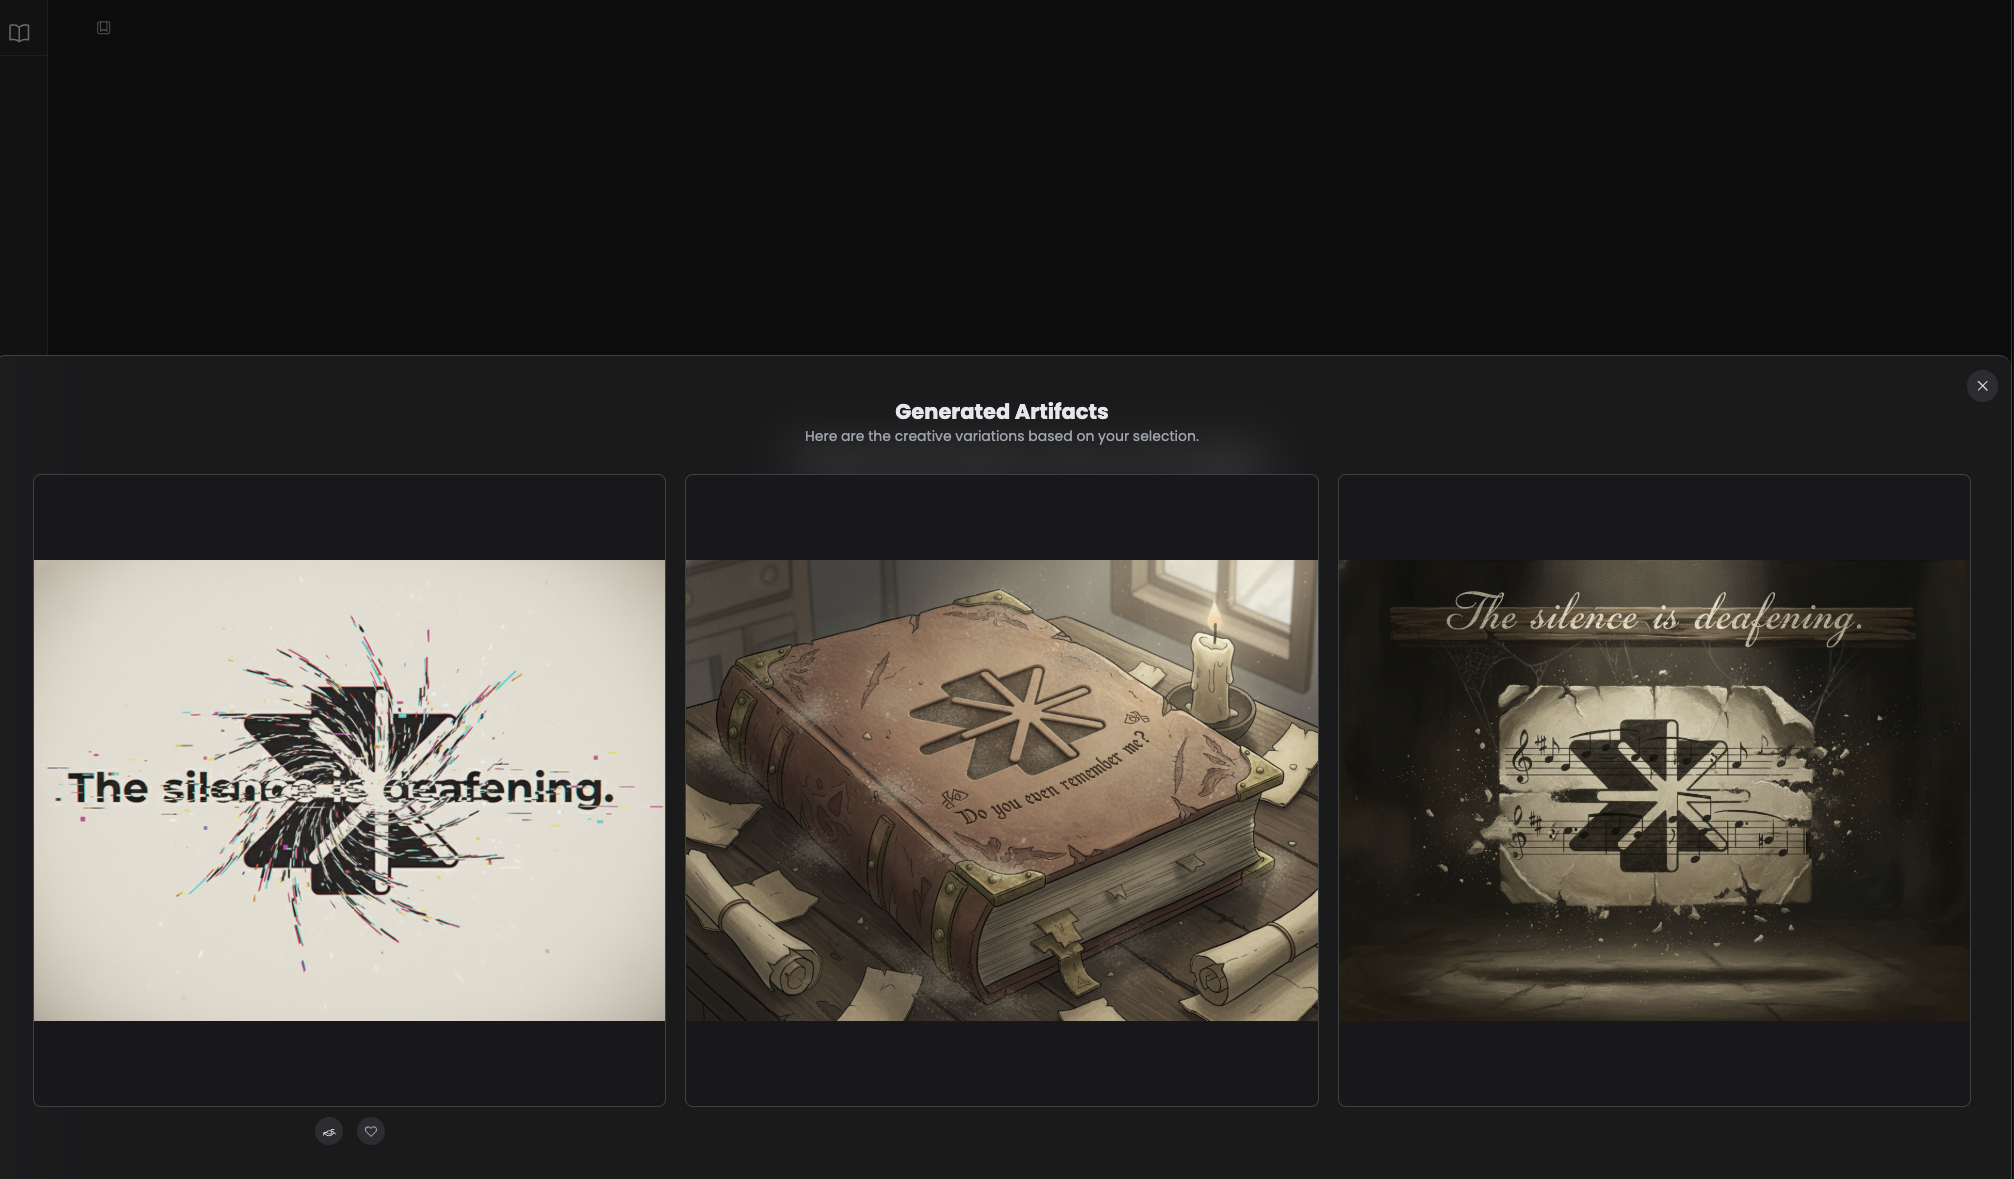 Generated Artifacts
Here are the creative variations based on your selection.
The silence is deafening.
Do you even remember me?
The silence is deafening.